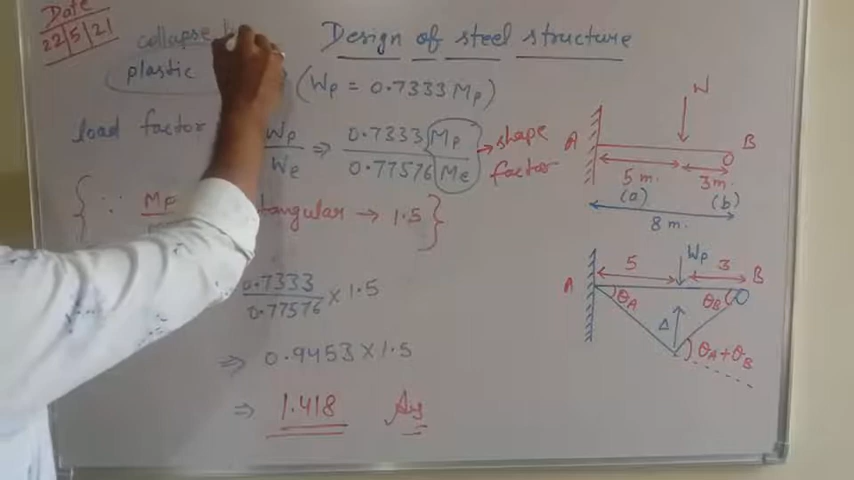 Date
22/5/21
Design of steel structure
collapse
plastic
(Wp = 0.7333 Mp)
load factor
Wp
We
⇒
0.7333 Mp
0.77576 Me
→ shape factor
{ ∵ Mp
tangular → 1.5 }
0.7333
0.77576
× 1.5
⇒ 0.9453 × 1.5
⇒ 1.418 Ans
W
A
B
5 m.
3 m.
(a)
(b)
8 m.
Wp
5
3
A
B
θA
θB
Δ
θA + θB